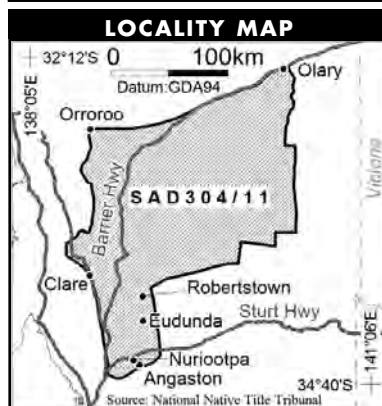 LOCALITY MAP
32°12'S 0 100km
Datum:GDA94
Olary
138°05'E
Orroroo
SAD304/11
Barrier Hwy
Victoria
Clare
Robertstown
Sturt Hwy
Eudunda
141°06'E
Nuriootpa
Angaston
34°40'S
Source: National Native Title Tribunal